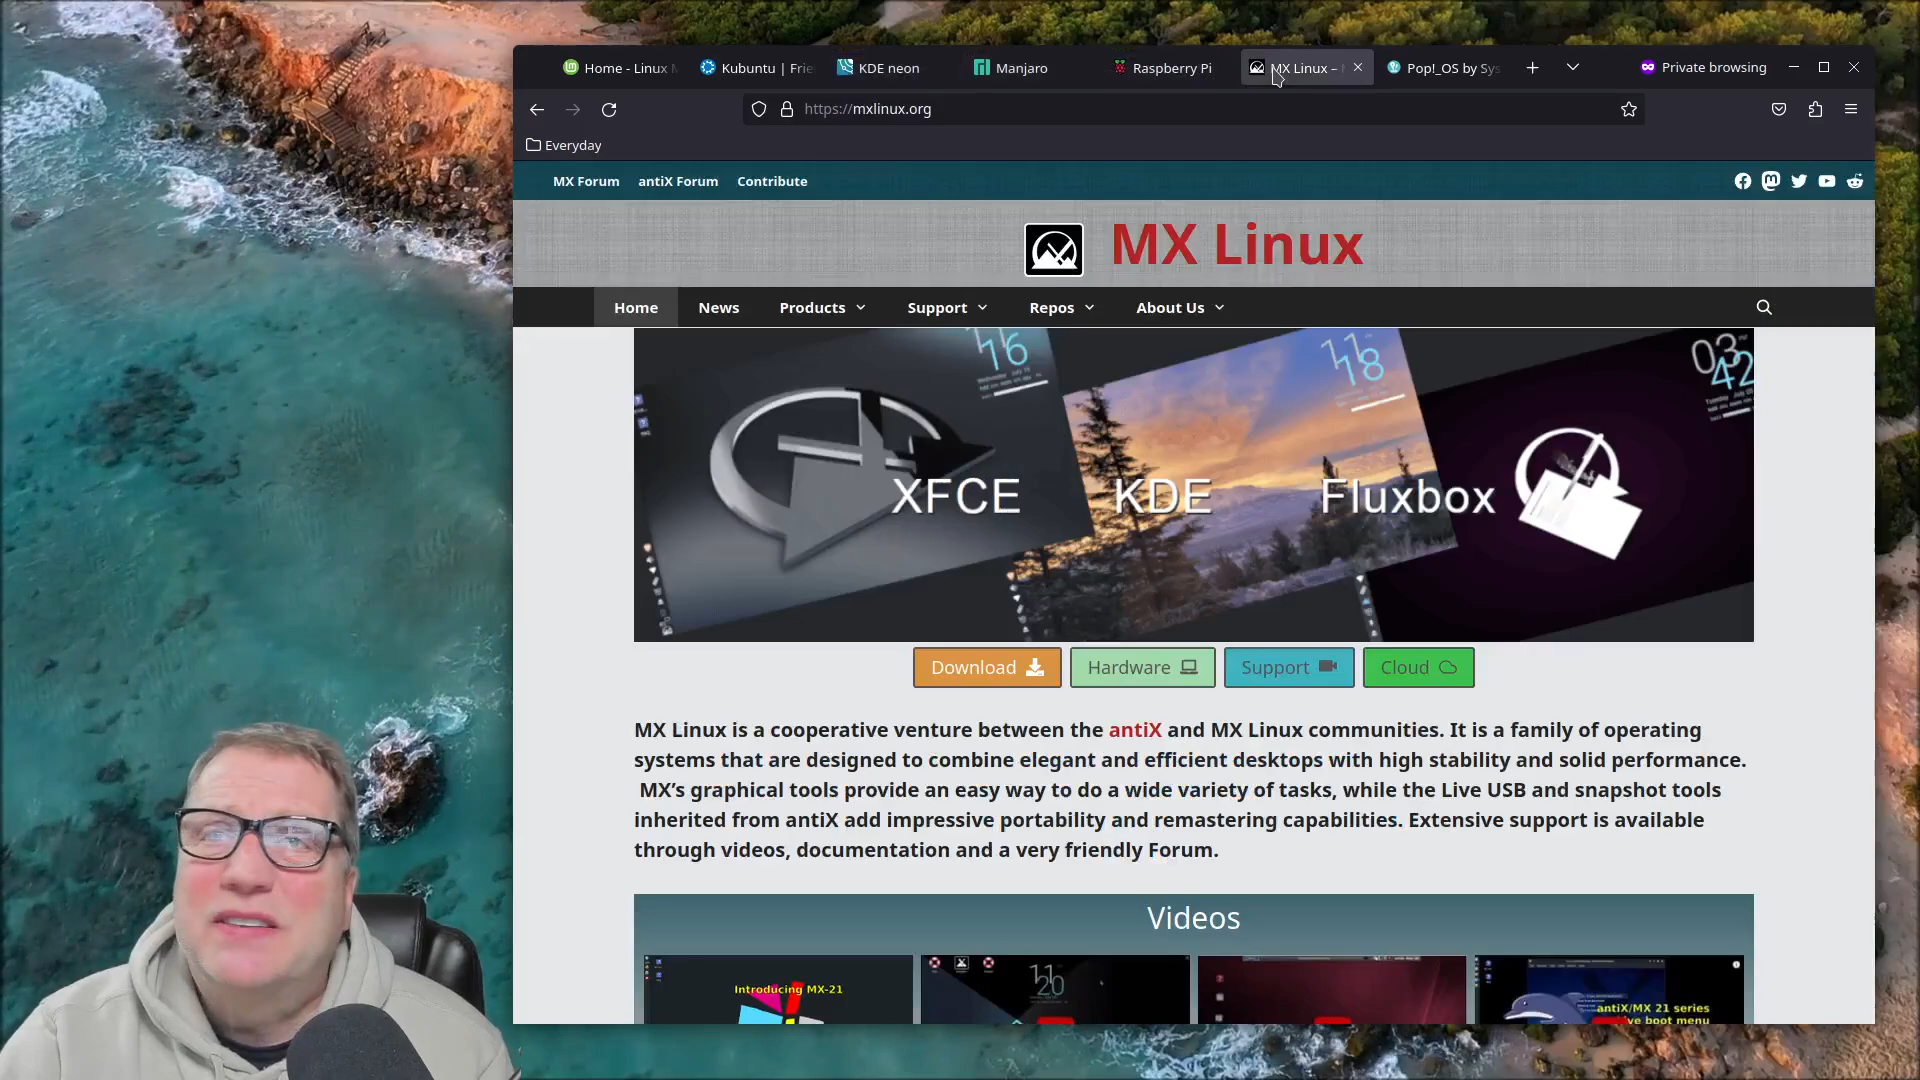 Home - Linux M
Kubuntu | Frie
KDE neon
Manjaro
Raspberry Pi
MX Linux –
Pop!_OS by Sys
Private browsing
https://mxlinux.org
Everyday
MX Forum
antiX Forum
Contribute
MX Linux
Home
News
Products
Support
Repos
About Us
16
11
18
03
42
XFCE
KDE
Fluxbox
Download
Hardware
Support
Cloud
MX Linux is a cooperative venture between the antiX and MX Linux communities. It is a family of operating
systems that are designed to combine elegant and efficient desktops with high stability and solid performance.
MX’s graphical tools provide an easy way to do a wide variety of tasks, while the Live USB and snapshot tools
inherited from antiX add impressive portability and remastering capabilities. Extensive support is available
through videos, documentation and a very friendly Forum.
Videos
Introducing MX-21
11
20
antiX/MX 21 series
ve boot menu